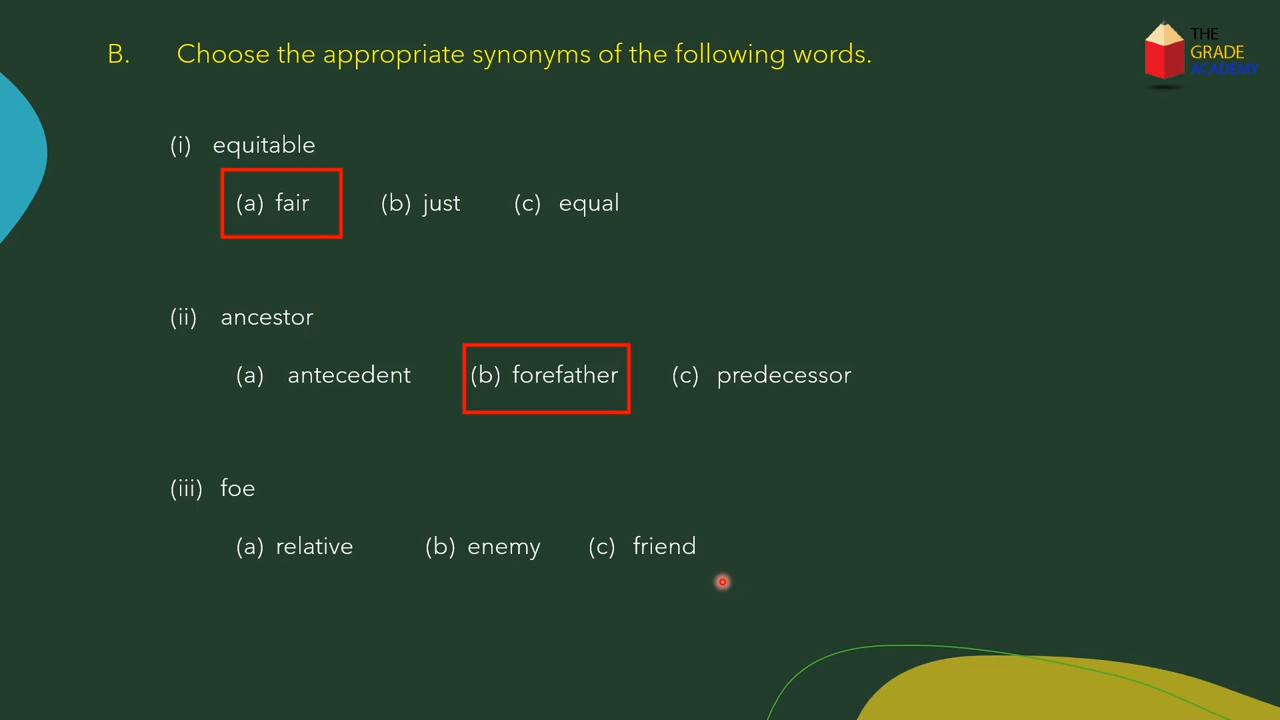 B. Choose the appropriate synonyms of the following words.
THE
GRADE
ACADEMY
(i) equitable
(a) fair (b) just (c) equal
(ii) ancestor
(a) antecedent (b) forefather (c) predecessor
(iii) foe
(a) relative (b) enemy (c) friend